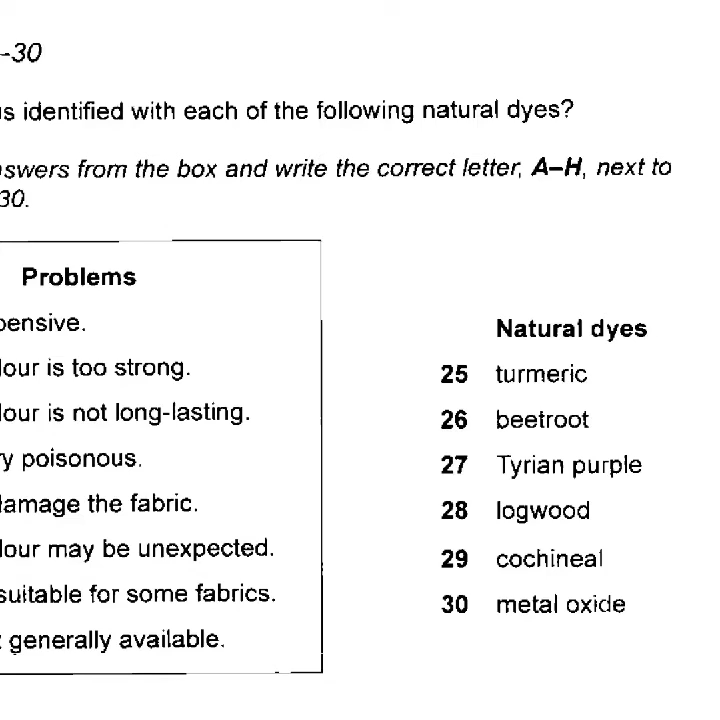 –30
is identified with each of the following natural dyes?
nswers from the box and write the correct letter, A–H, next to
30.
Problems
pensive.
lour is too strong.
lour is not long-lasting.
ry poisonous.
damage the fabric.
lour may be unexpected.
suitable for some fabrics.
t generally available.
Natural dyes
25 turmeric
26 beetroot
27 Tyrian purple
28 logwood
29 cochineal
30 metal oxide